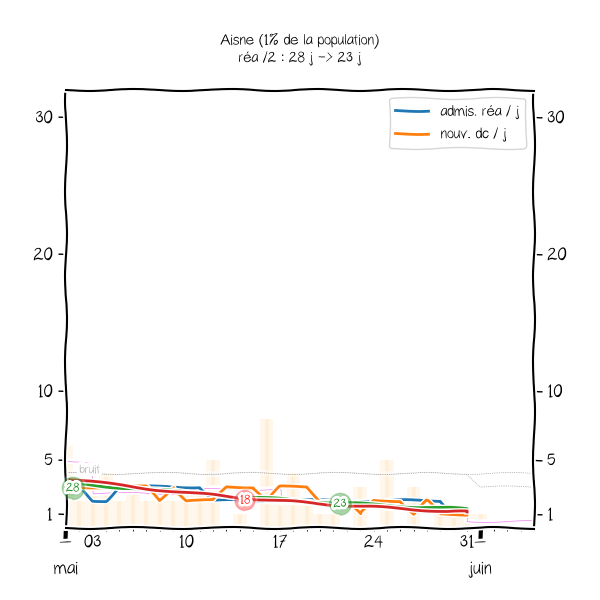 Aisne (1% de la population)
réa /2 : 28 j -> 23 j
admis. réa / j
nouv. dc / j
30
30
20
20
10
10
5
5
bruit
28
18
23
1
1
03
10
17
24
31
mai
juin